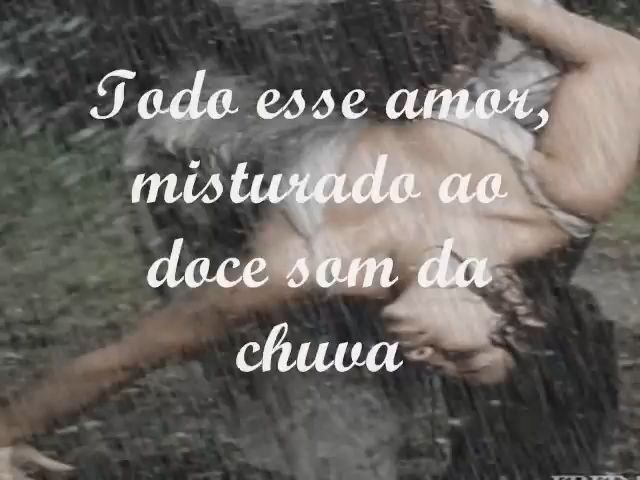 Todo esse amor,
misturado ao
doce som da
chuva